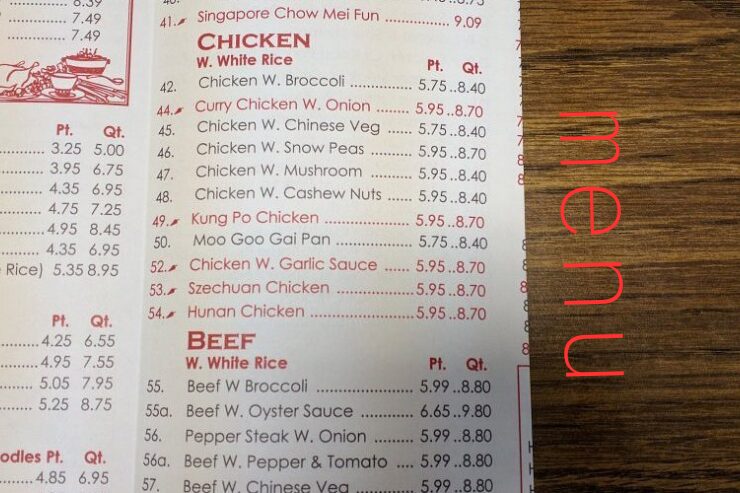 6.39
7.49
7.49
Pt. Qt.
3.25 5.00
3.95 6.75
4.35 6.95
4.75 7.25
4.95 8.45
4.35 6.95
Rice) 5.35 8.95
Pt. Qt.
4.25 6.55
4.95 7.55
5.05 7.95
5.25 8.75
odles Pt. Qt.
4.85 6.95
41. Singapore Chow Mei Fun ................ 9.09
CHICKEN
W. White Rice Pt. Qt.
42. Chicken W. Broccoli ............... 5.75..8.40
44. Curry Chicken W. Onion ........ 5.95..8.70
45. Chicken W. Chinese Veg ...... 5.75..8.40
46. Chicken W. Snow Peas ......... 5.95..8.70
47. Chicken W. Mushroom .......... 5.95..8.40
48. Chicken W. Cashew Nuts ...... 5.95..8.40
49. Kung Po Chicken ................... 5.95..8.70
50. Moo Goo Gai Pan ................. 5.75..8.40
52. Chicken W. Garlic Sauce ...... 5.95..8.70
53. Szechuan Chicken ................. 5.95..8.70
54. Hunan Chicken ...................... 5.95..8.70
BEEF
W. White Rice Pt. Qt.
55. Beef W Broccoli ..................... 5.99..8.80
55a. Beef W. Oyster Sauce ............ 6.65..9.80
56. Pepper Steak W. Onion ......... 5.99..8.80
56a. Beef W. Pepper & Tomato .... 5.99..8.80
57. Beef W. Chinese Veg ............ 5.99..8.80
menu